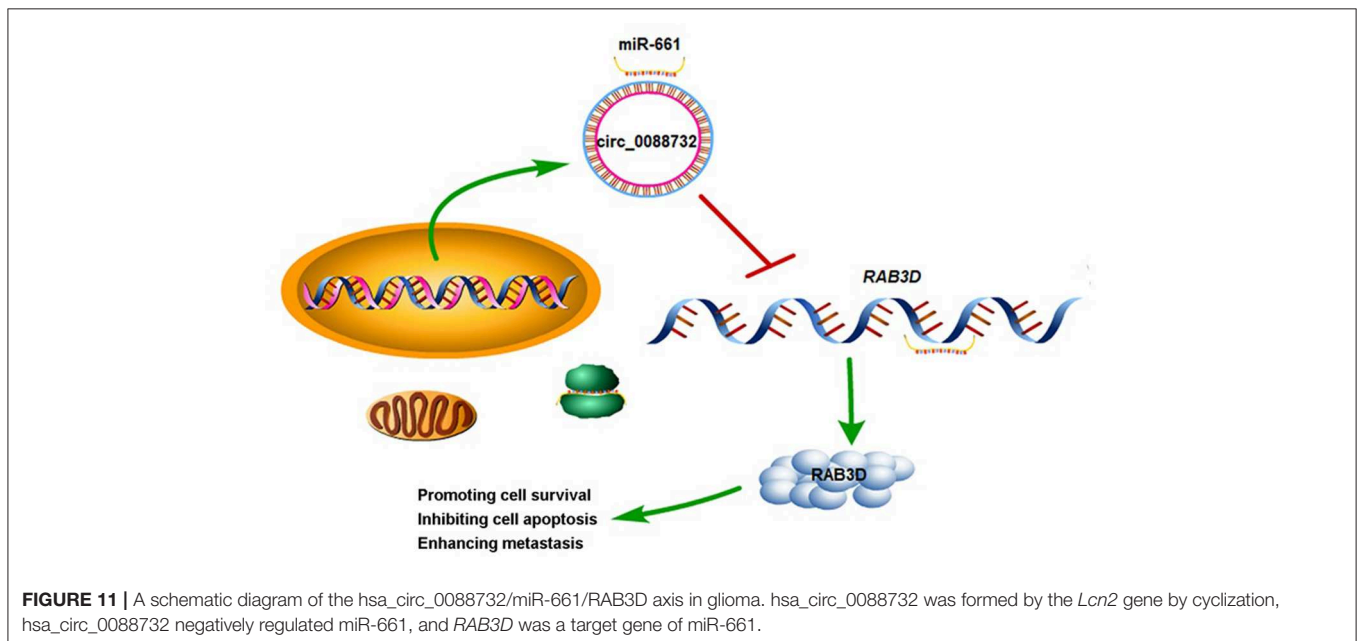 miR-661
circ_0088732
RAB3D
RAB3D
Promoting cell survival
Inhibiting cell apoptosis
Enhancing metastasis
FIGURE 11 | A schematic diagram of the hsa_circ_0088732/miR-661/RAB3D axis in glioma. hsa_circ_0088732 was formed by the Lcn2 gene by cyclization,
hsa_circ_0088732 negatively regulated miR-661, and RAB3D was a target gene of miR-661.